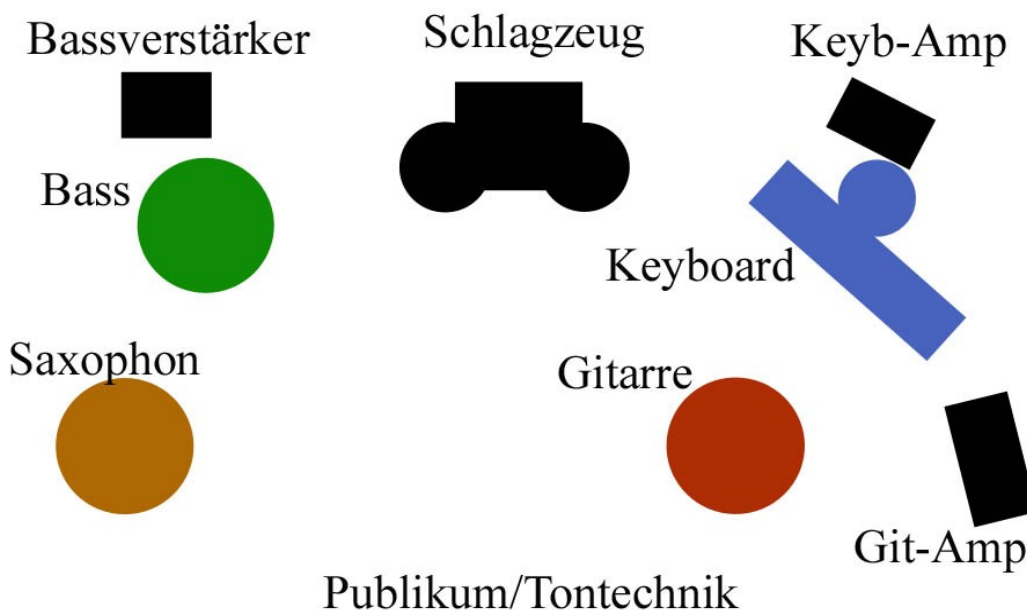 Bassverstärker
Schlagzeug
Keyb-Amp
Bass
Keyboard
Saxophon
Gitarre
Git-Amp
Publikum/Tontechnik